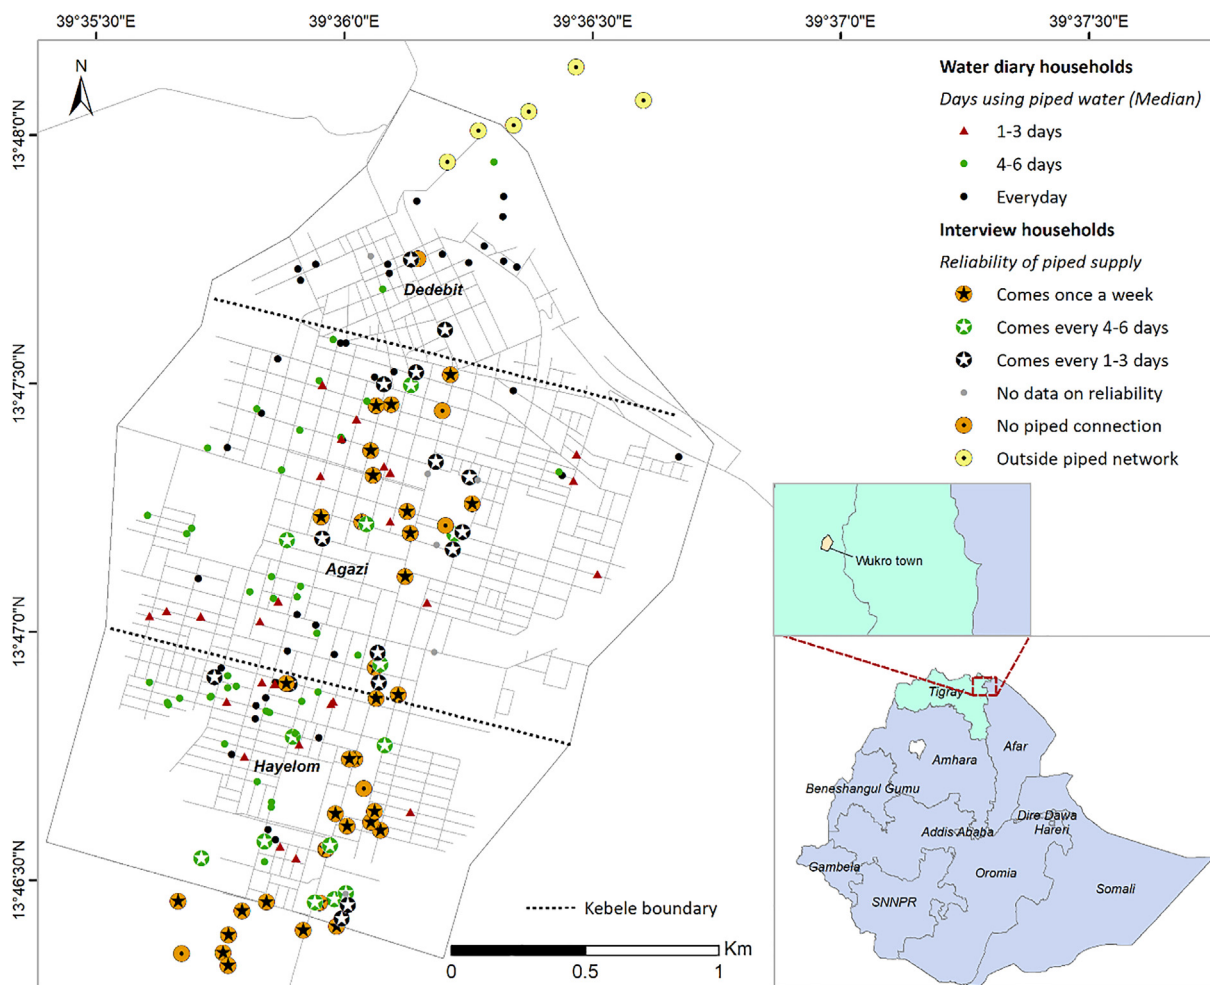 39°35'30"E 39°36'0"E 39°36'30"E 39°37'0"E 39°37'30"E
N
13°48'0"N
13°47'30"N
13°47'0"N
13°46'30"N
Dedebit
Agazi
Hayelom
Water diary households
Days using piped water (Median)
1-3 days
4-6 days
Everyday
Interview households
Reliability of piped supply
Comes once a week
Comes every 4-6 days
Comes every 1-3 days
No data on reliability
No piped connection
Outside piped network
Wukro town
Tigray
Afar
Amhara
Beneshangul Gumu
Dire Dawa
Hareri
Addis Ababa
Gambela
Oromia
Somali
SNNPR
Kebele boundary
Km
0 0.5 1